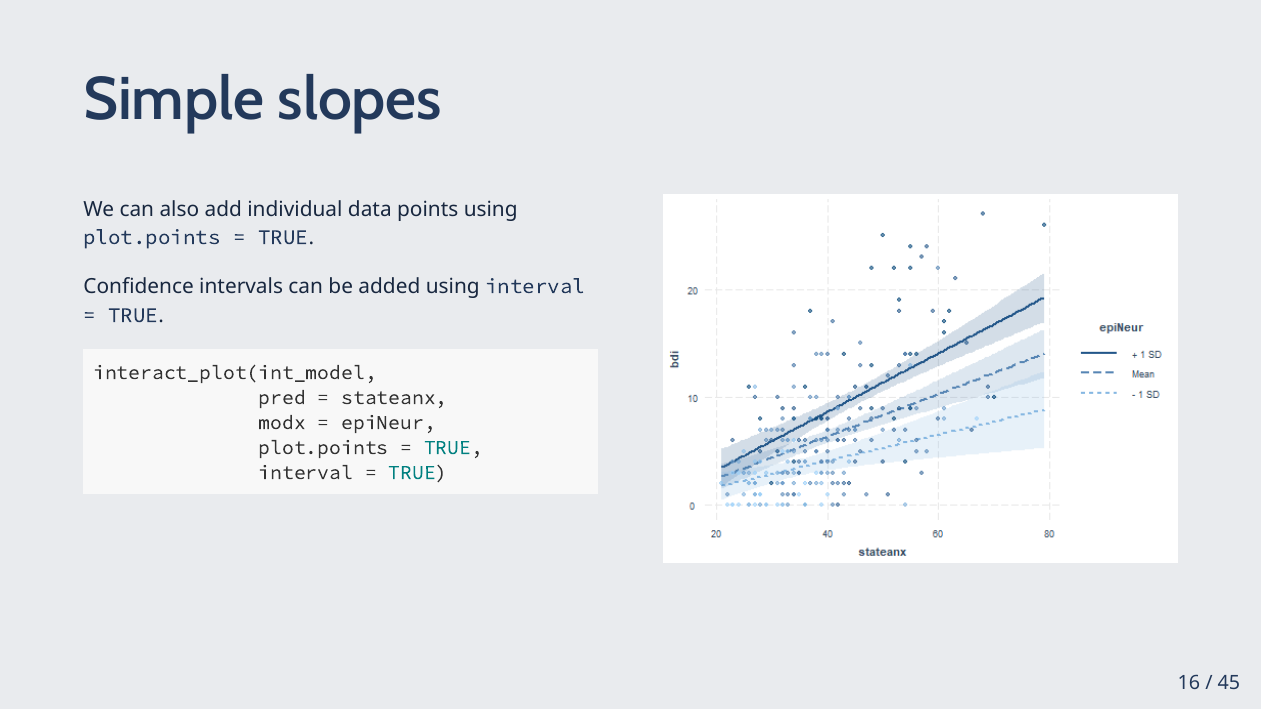 Simple slopes
We can also add individual data points using
plot.points = TRUE.
Confidence intervals can be added using interval
= TRUE.
interact_plot(int_model,
pred = stateanx,
modx = epiNeur,
plot.points = TRUE,
interval = TRUE)
bdi
20
10
0
20 40 60 80
stateanx
epiNeur
+ 1 SD
Mean
- 1 SD
16 / 45